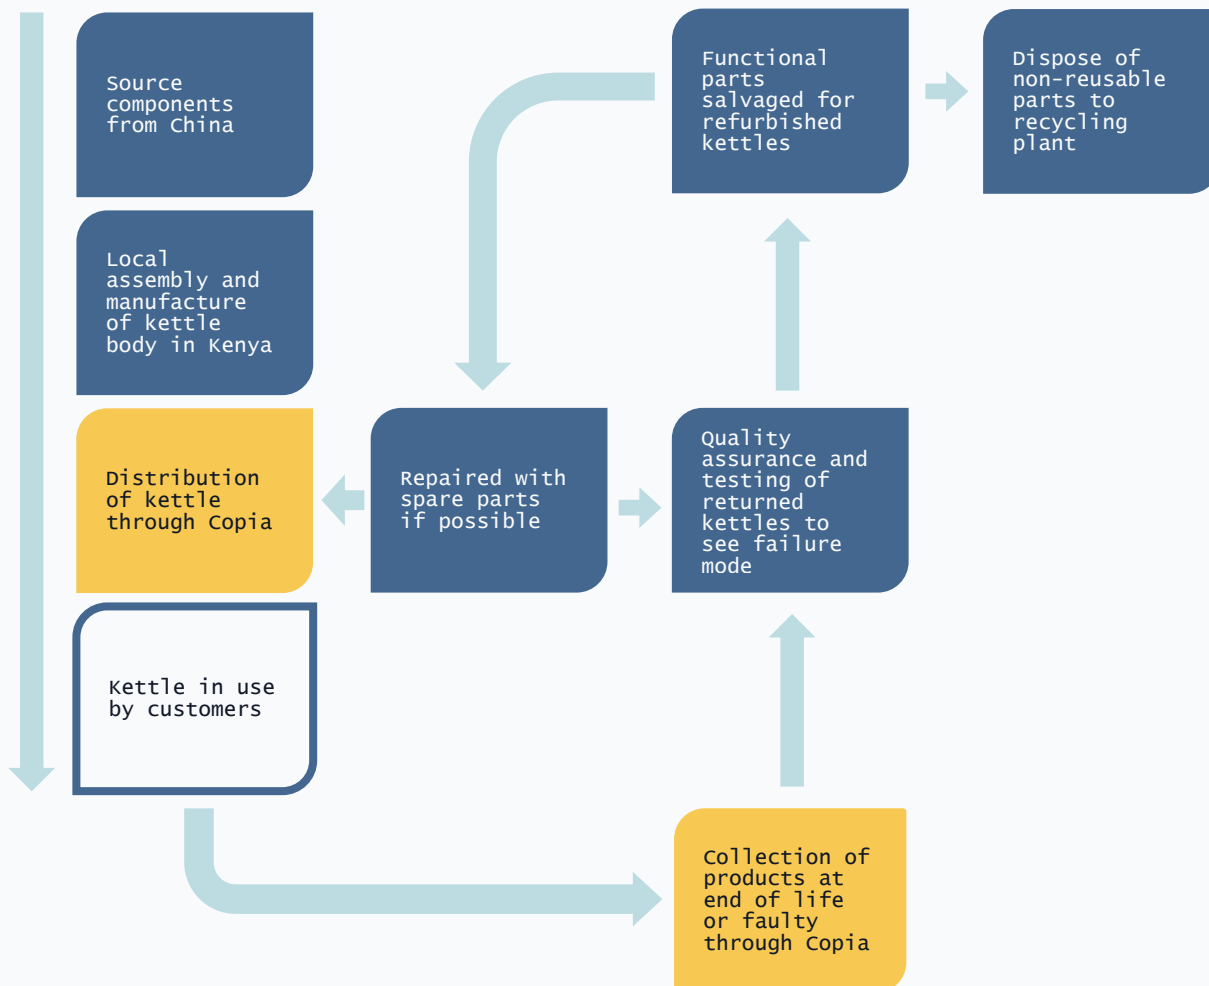 Source
components
from China
Local
assembly and
manufacture
of kettle
body in Kenya
Distribution
of kettle
through Copia
Kettle in use
by customers
Repaired with
spare parts
if possible
Functional
parts
salvaged for
refurbished
kettles
Dispose of
non-reusable
parts to
recycling
plant
Quality
assurance and
testing of
returned
kettles to
see failure
mode
Collection of
products at
end of life
or faulty
through Copia